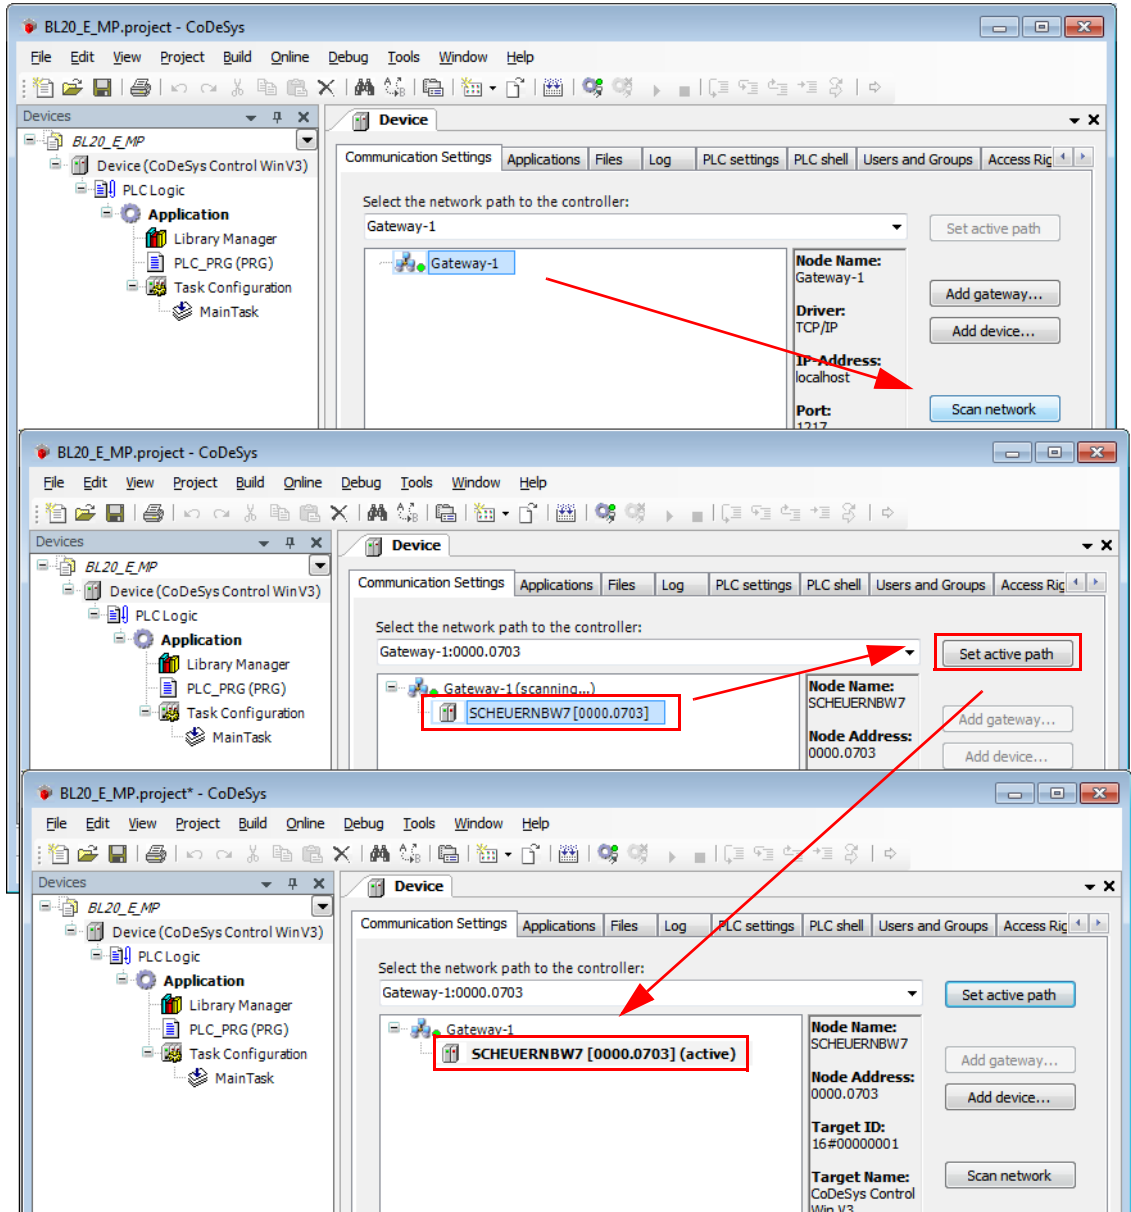 BL20_E_MP.project - CoDeSys
File Edit View Project Build Online Debug Tools Window Help
Devices
BL20_E_MP
Device (CoDeSys Control Win V3)
PLC Logic
Application
Library Manager
PLC_PRG (PRG)
Task Configuration
MainTask
Device
Communication Settings Applications Files Log PLC settings PLC shell Users and Groups Access Rig
Select the network path to the controller:
Gateway-1
Set active path
Gateway-1
Node Name:
Gateway-1
Driver:
TCP/IP
IP-Address:
localhost
Port:
1217
Add gateway...
Add device...
Scan network
BL20_E_MP.project - CoDeSys
File Edit View Project Build Online Debug Tools Window Help
Devices
BL20_E_MP
Device (CoDeSys Control Win V3)
PLC Logic
Application
Library Manager
PLC_PRG (PRG)
Task Configuration
MainTask
Device
Communication Settings Applications Files Log PLC settings PLC shell Users and Groups Access Rig
Select the network path to the controller:
Gateway-1:0000.0703
Set active path
Gateway-1 (scanning...)
SCHEUERNBW7 [0000.0703]
Node Name:
SCHEUERNBW7
Node Address:
0000.0703
Add gateway...
Add device...
BL20_E_MP.project* - CoDeSys
File Edit View Project Build Online Debug Tools Window Help
Devices
BL20_E_MP
Device (CoDeSys Control Win V3)
PLC Logic
Application
Library Manager
PLC_PRG (PRG)
Task Configuration
MainTask
Device
Communication Settings Applications Files Log PLC settings PLC shell Users and Groups Access Rig
Select the network path to the controller:
Gateway-1:0000.0703
Set active path
Gateway-1
SCHEUERNBW7 [0000.0703] (active)
Node Name:
SCHEUERNBW7
Node Address:
0000.0703
Target ID:
16#00000001
Target Name:
CoDeSys Control
Win V3
Add gateway...
Add device...
Scan network